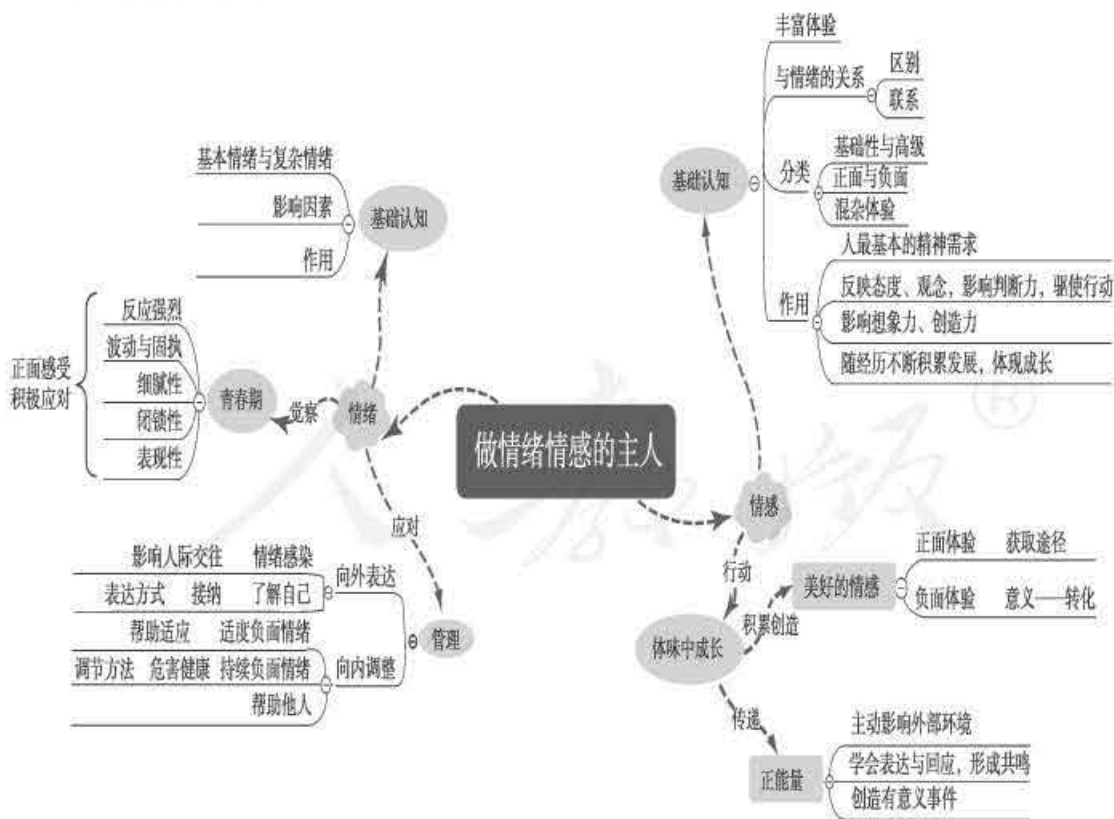 做情绪情感的主人
情绪
基础认知
基本情绪与复杂情绪
影响因素
作用
觉察
青春期
反应强烈
波动与固执
细腻性
闭锁性
表现性
正面感受
积极应对
应对
管理
向外表达
影响人际交往 情绪感染
表达方式 接纳 了解自己
向内调整
帮助适应 适度负面情绪
调节方法 危害健康 持续负面情绪
帮助他人
情感
基础认知
丰富体验
与情绪的关系
区别
联系
分类
基础性与高级
正面与负面
混杂体验
作用
人最基本的精神需求
反映态度、观念，影响判断力，驱使行动
影响想象力、创造力
随经历不断积累发展，体现成长
行动
体味中成长
积累创造
美好的情感
正面体验 获取途径
负面体验 意义——转化
传递
正能量
主动影响外部环境
学会表达与回应，形成共鸣
创造有意义事件
人教版
®